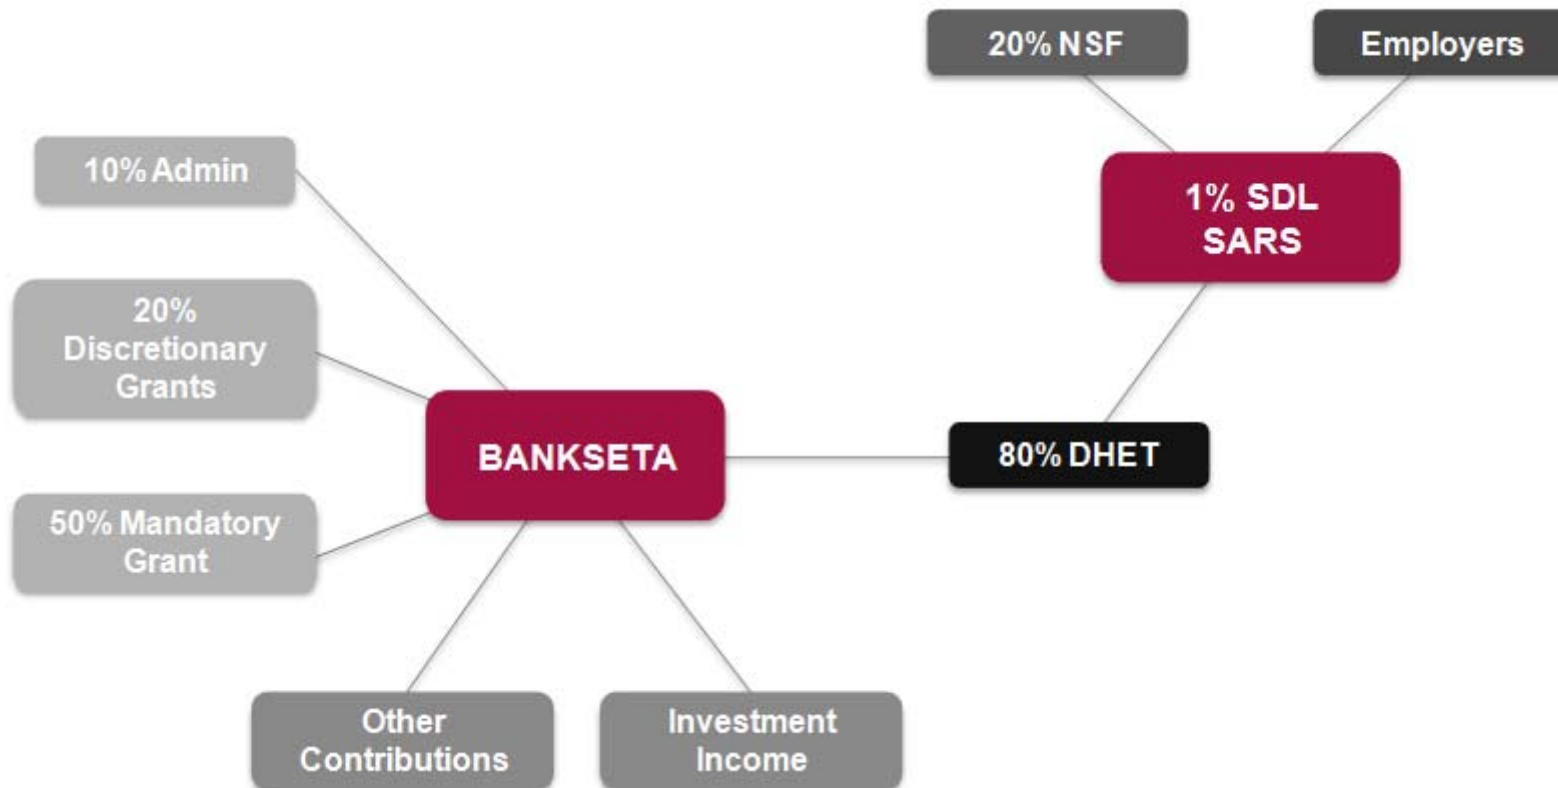 20% NSF
Employers
10% Admin
1% SDL
SARS
20%
Discretionary
Grants
BANKSETA
80% DHET
50% Mandatory
Grant
Other
Contributions
Investment
Income